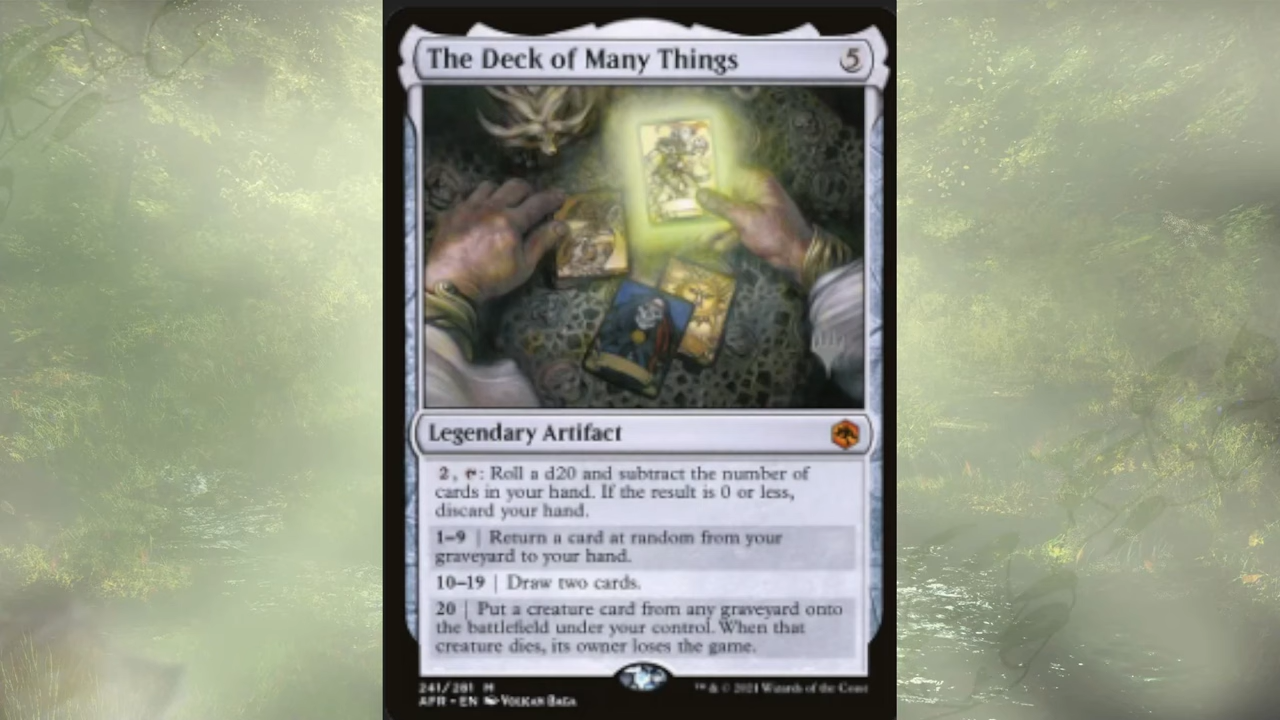 The Deck of Many Things 5
Legendary Artifact
2, T: Roll a d20 and subtract the number of
cards in your hand. If the result is 0 or less,
discard your hand.
1–9 | Return a card at random from your
graveyard to your hand.
10–19 | Draw two cards.
20 | Put a creature card from any graveyard onto
the battlefield under your control. When that
creature dies, its owner loses the game.
241/281 M
AFR • EN VOLKAN BAGA
™ & © 2021 Wizards of the Coast